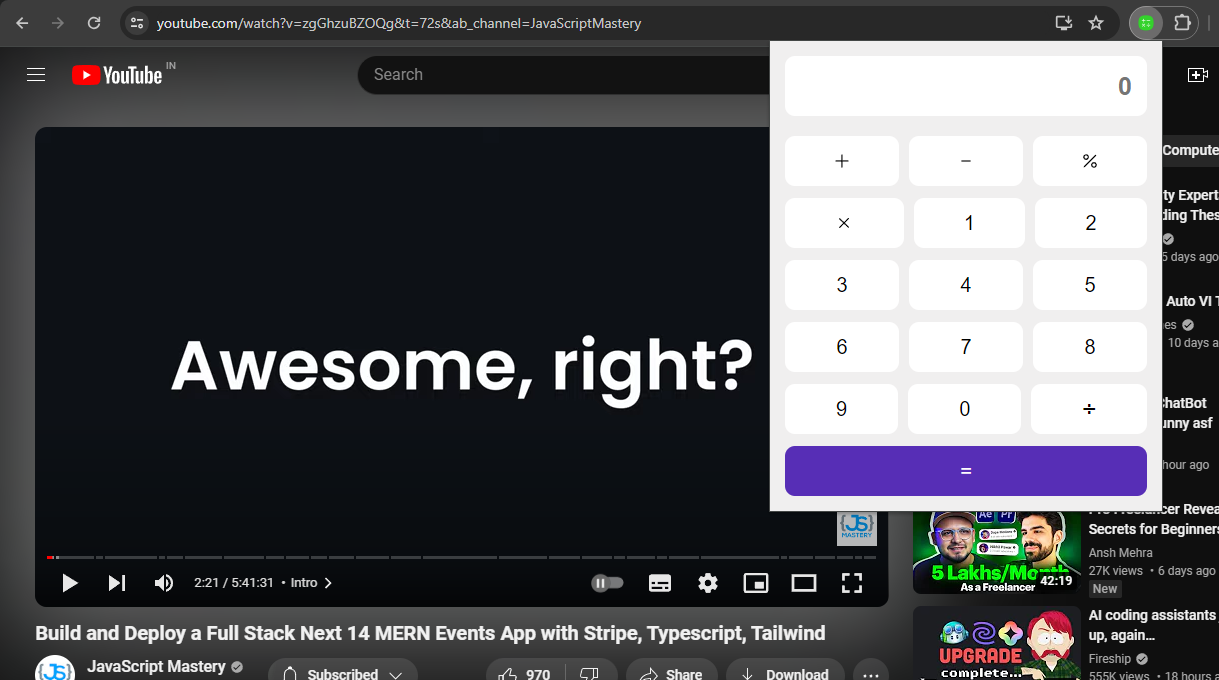 youtube.com/watch?v=zgGhzuBZOQg&t=72s&ab_channel=JavaScriptMastery
YouTube IN
Search
0
+ − %
× 1 2
3 4 5
6 7 8
9 0 ÷
=
Awesome, right?
JS
MASTERY
2:21 / 5:41:31 • Intro
Build and Deploy a Full Stack Next 14 MERN Events App with Stripe, Typescript, Tailwind
JS
JavaScript Mastery
Subscribed
970
Share
Download
Compute
ty Expert
ding Thes
5 days ago
Auto VI T
es
10 days a
ChatBot
unny asf
hour ago
Ae Pr
5 Lakhs/Month
As a Freelancer
42:19
Pro Freelancer Revea
Secrets for Beginners
Ansh Mehra
27K views • 6 days ago
New
UPGRADE
complete...
AI coding assistants
up, again…
Fireship
555K views • 18 hours a